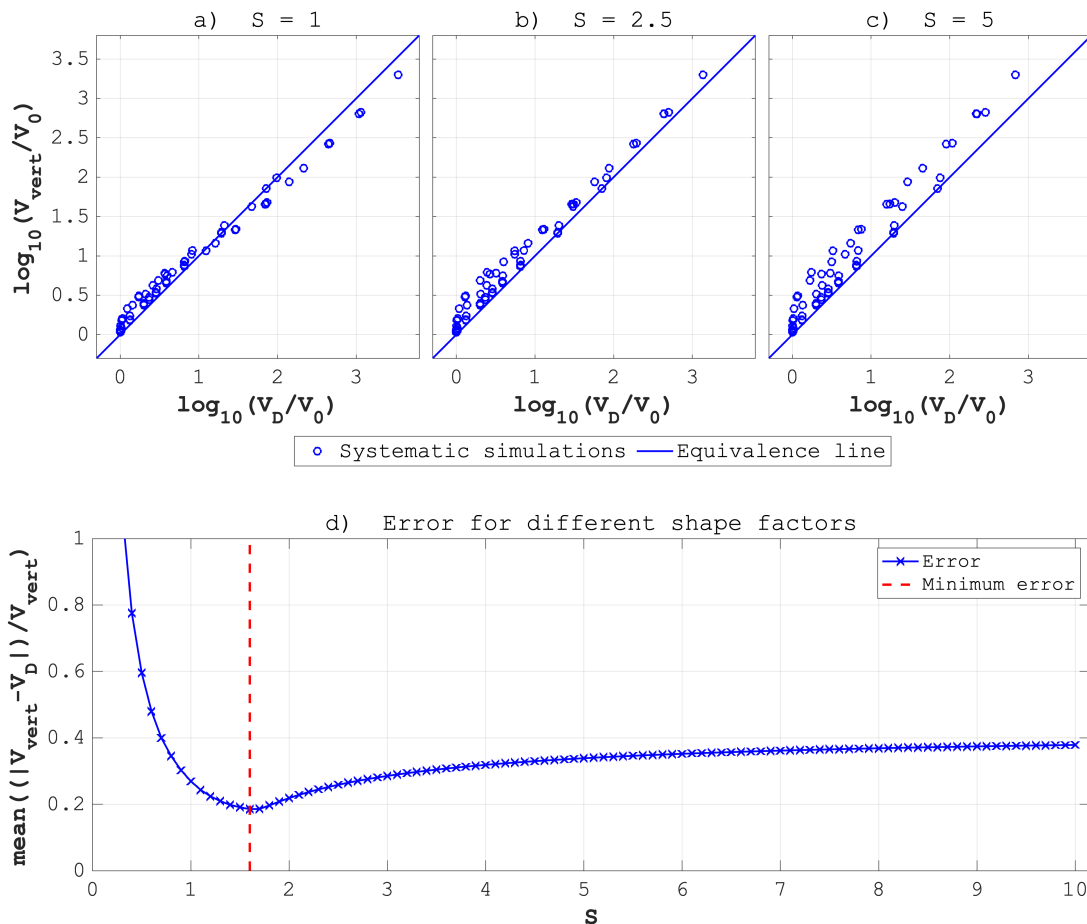 a)  S = 1
b)  S = 2.5
c)  S = 5
log10(Vvert/V0)
3.5
3
2.5
2
1.5
1
0.5
0
0 1 2 3
0 1 2 3
0 1 2 3
log10(VD/V0)
log10(VD/V0)
log10(VD/V0)
Systematic simulations
Equivalence line
d)  Error for different shape factors
mean((|Vvert-VD|)/Vvert)
1
0.8
0.6
0.4
0.2
0
Error
Minimum error
0 1 2 3 4 5 6 7 8 9 10
S